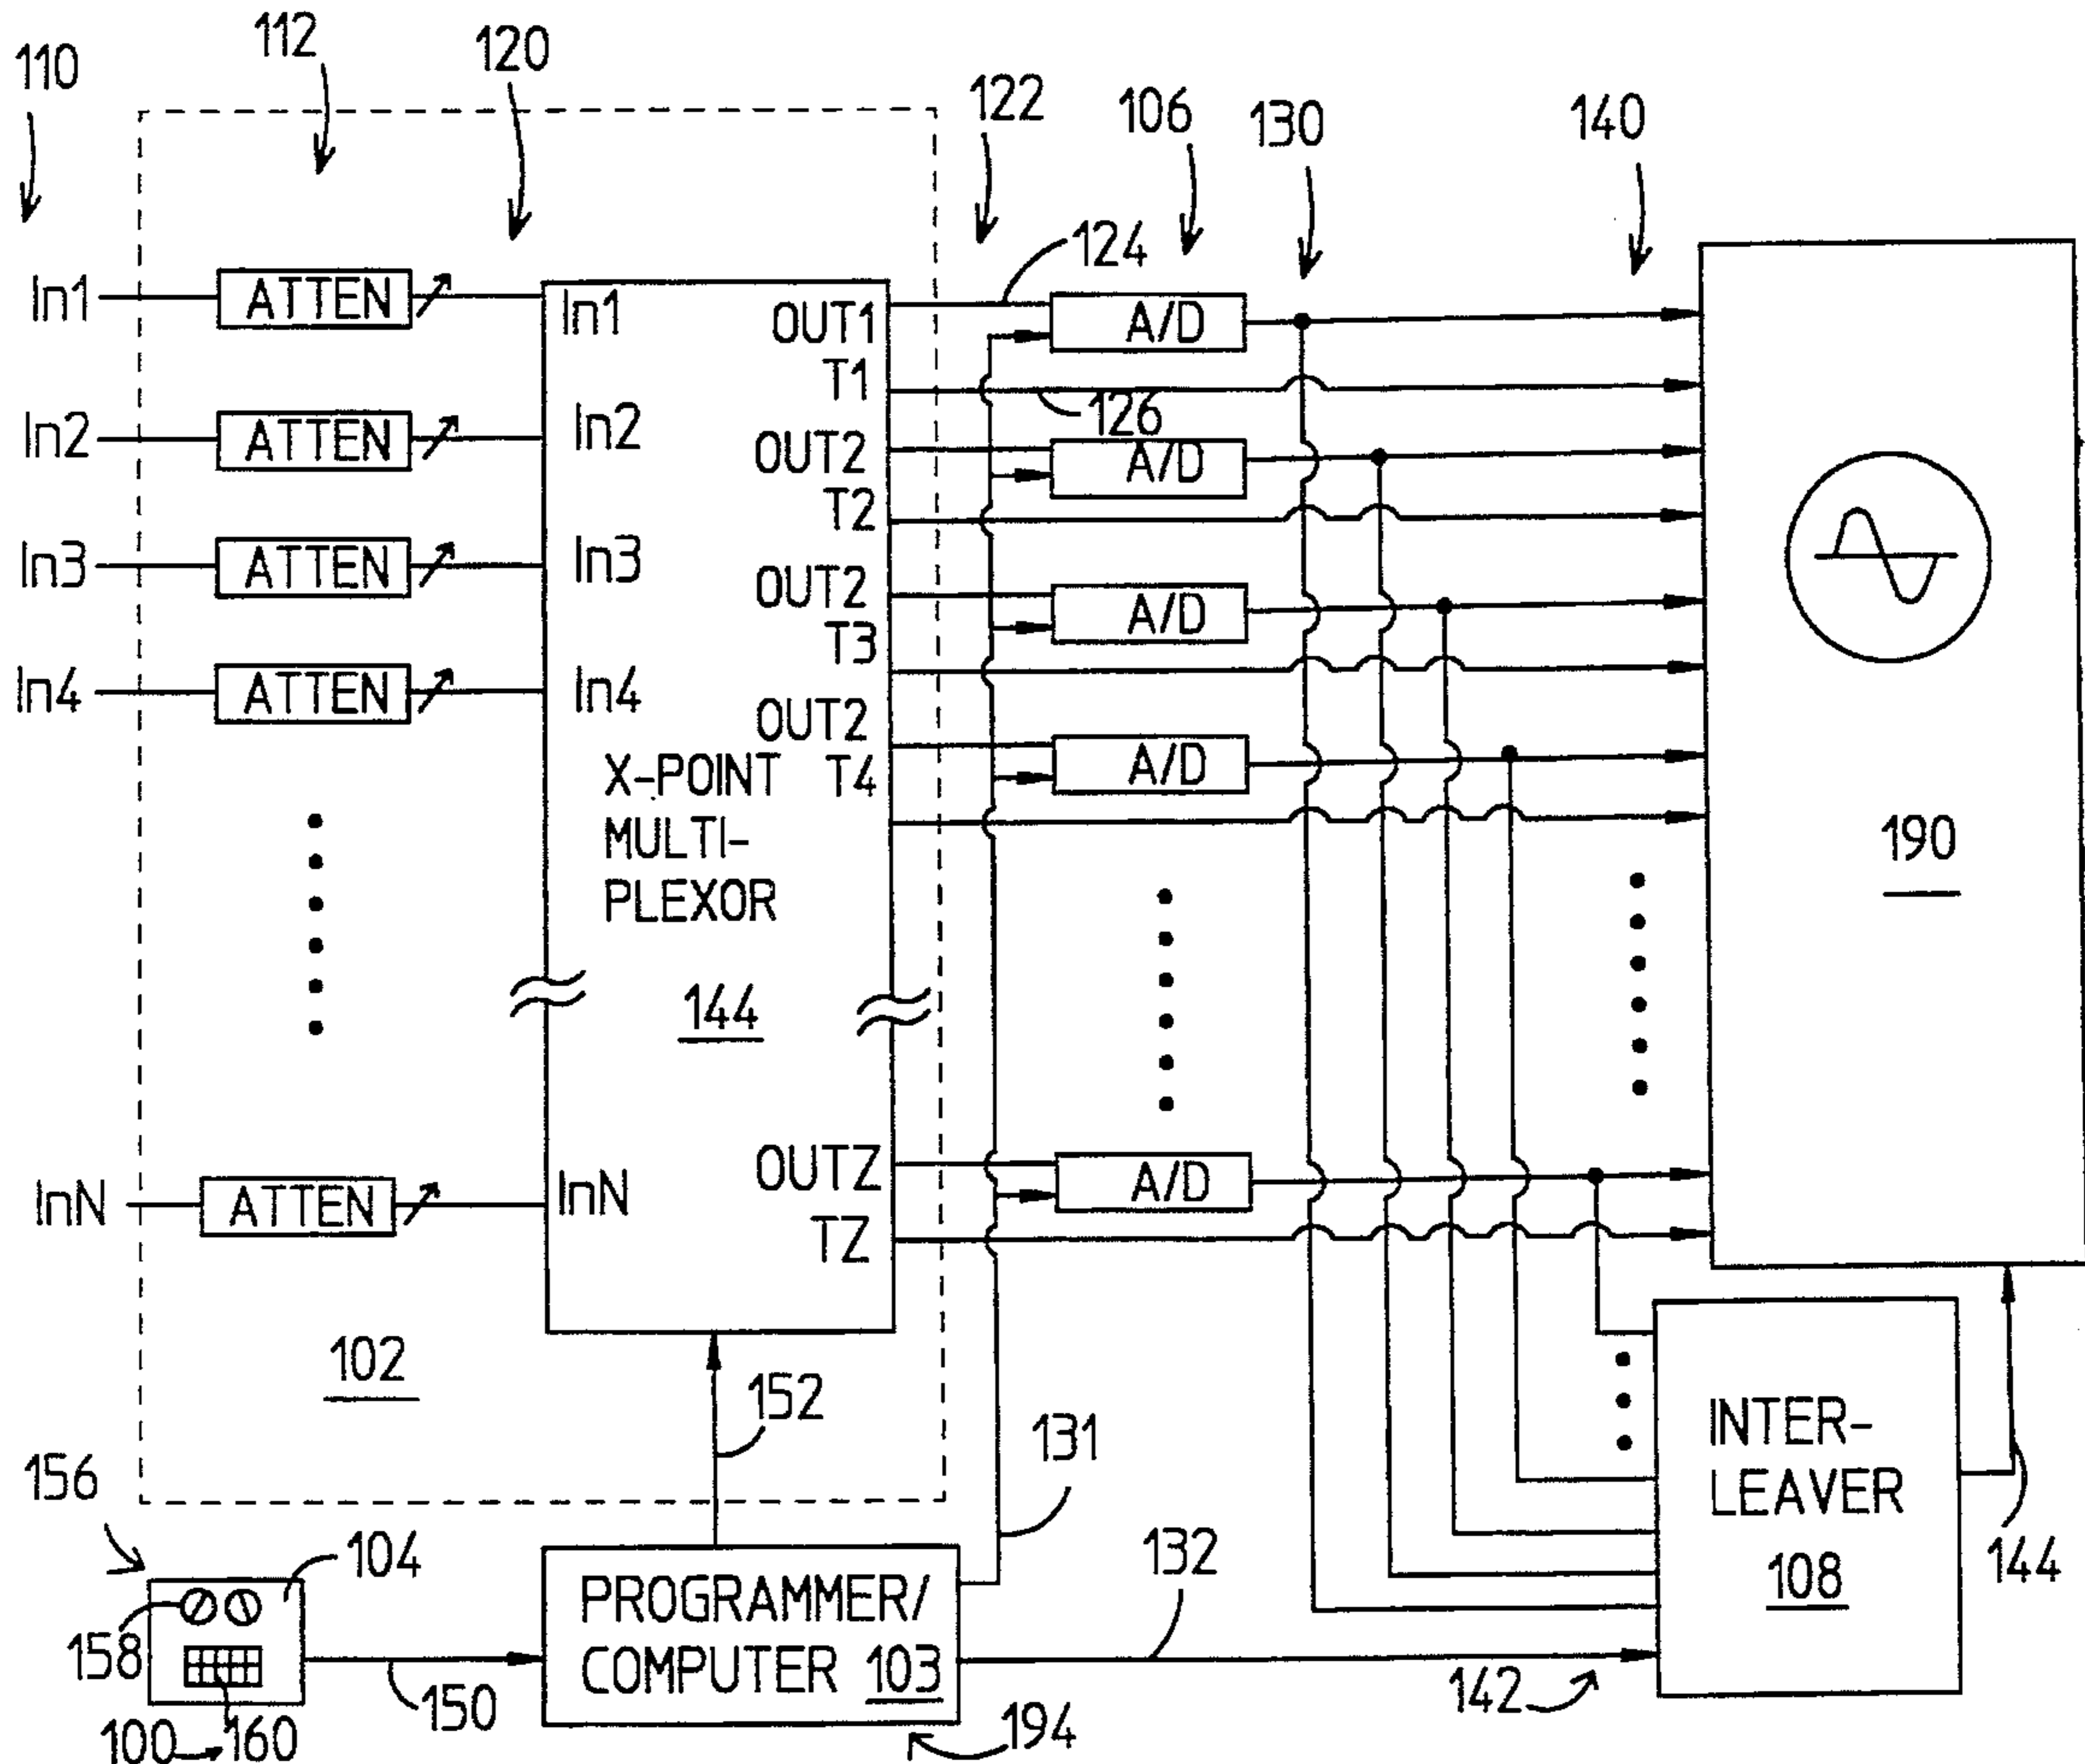 110
112
120
122
106
130
140
124
In1
ATTEN
In1
OUT1
A/D
T1
126
In2
ATTEN
In2
OUT2
A/D
T2
In3
ATTEN
In3
OUT2
A/D
T3
In4
ATTEN
In4
OUT2
A/D
T4
X-POINT
MULTI-
PLEXOR
144
190
InN
ATTEN
InN
OUTZ
A/D
TZ
102
152
131
INTER-
LEAVER
108
144
156
104
158
160
100
150
PROGRAMMER/
COMPUTER 103
132
142
194